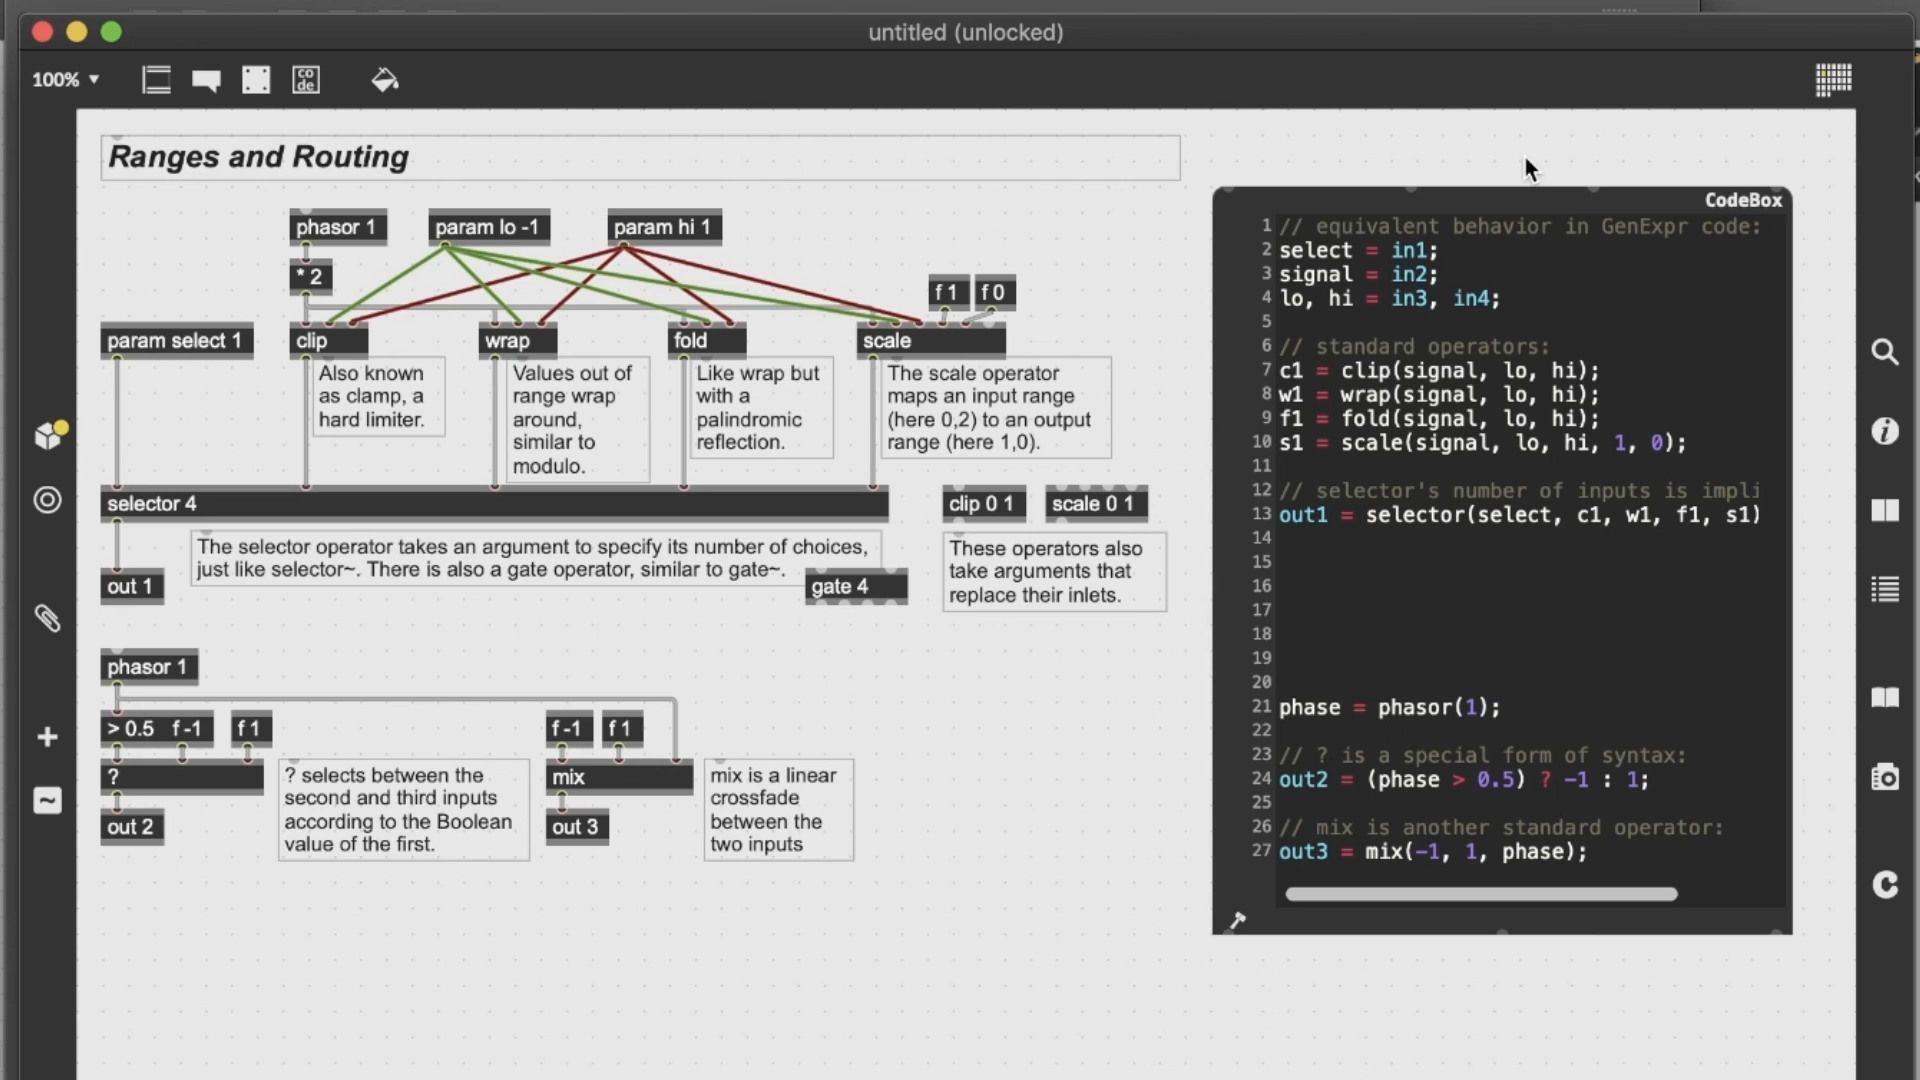 untitled (unlocked)
100%
co
de
Ranges and Routing
phasor 1
param lo -1
param hi 1
* 2
f 1
f 0
param select 1
clip
wrap
fold
scale
Also known
as clamp, a
hard limiter.
Values out of
range wrap
around,
similar to
modulo.
Like wrap but
with a
palindromic
reflection.
The scale operator
maps an input range
(here 0,2) to an output
range (here 1,0).
selector 4
clip 0 1
scale 0 1
The selector operator takes an argument to specify its number of choices,
just like selector~. There is also a gate operator, similar to gate~.
These operators also
take arguments that
replace their inlets.
out 1
gate 4
phasor 1
> 0.5
f -1
f 1
f -1
f 1
?
mix
? selects between the
second and third inputs
according to the Boolean
value of the first.
mix is a linear
crossfade
between the
two inputs
out 2
out 3
CodeBox
1 // equivalent behavior in GenExpr code:
2 select = in1;
3 signal = in2;
4 lo, hi = in3, in4;
5
6 // standard operators:
7 c1 = clip(signal, lo, hi);
8 w1 = wrap(signal, lo, hi);
9 f1 = fold(signal, lo, hi);
10 s1 = scale(signal, lo, hi, 1, 0);
11
12 // selector's number of inputs is impli
13 out1 = selector(select, c1, w1, f1, s1)
14
15
16
17
18
19
20
21 phase = phasor(1);
22
23 // ? is a special form of syntax:
24 out2 = (phase > 0.5) ? -1 : 1;
25
26 // mix is another standard operator:
27 out3 = mix(-1, 1, phase);